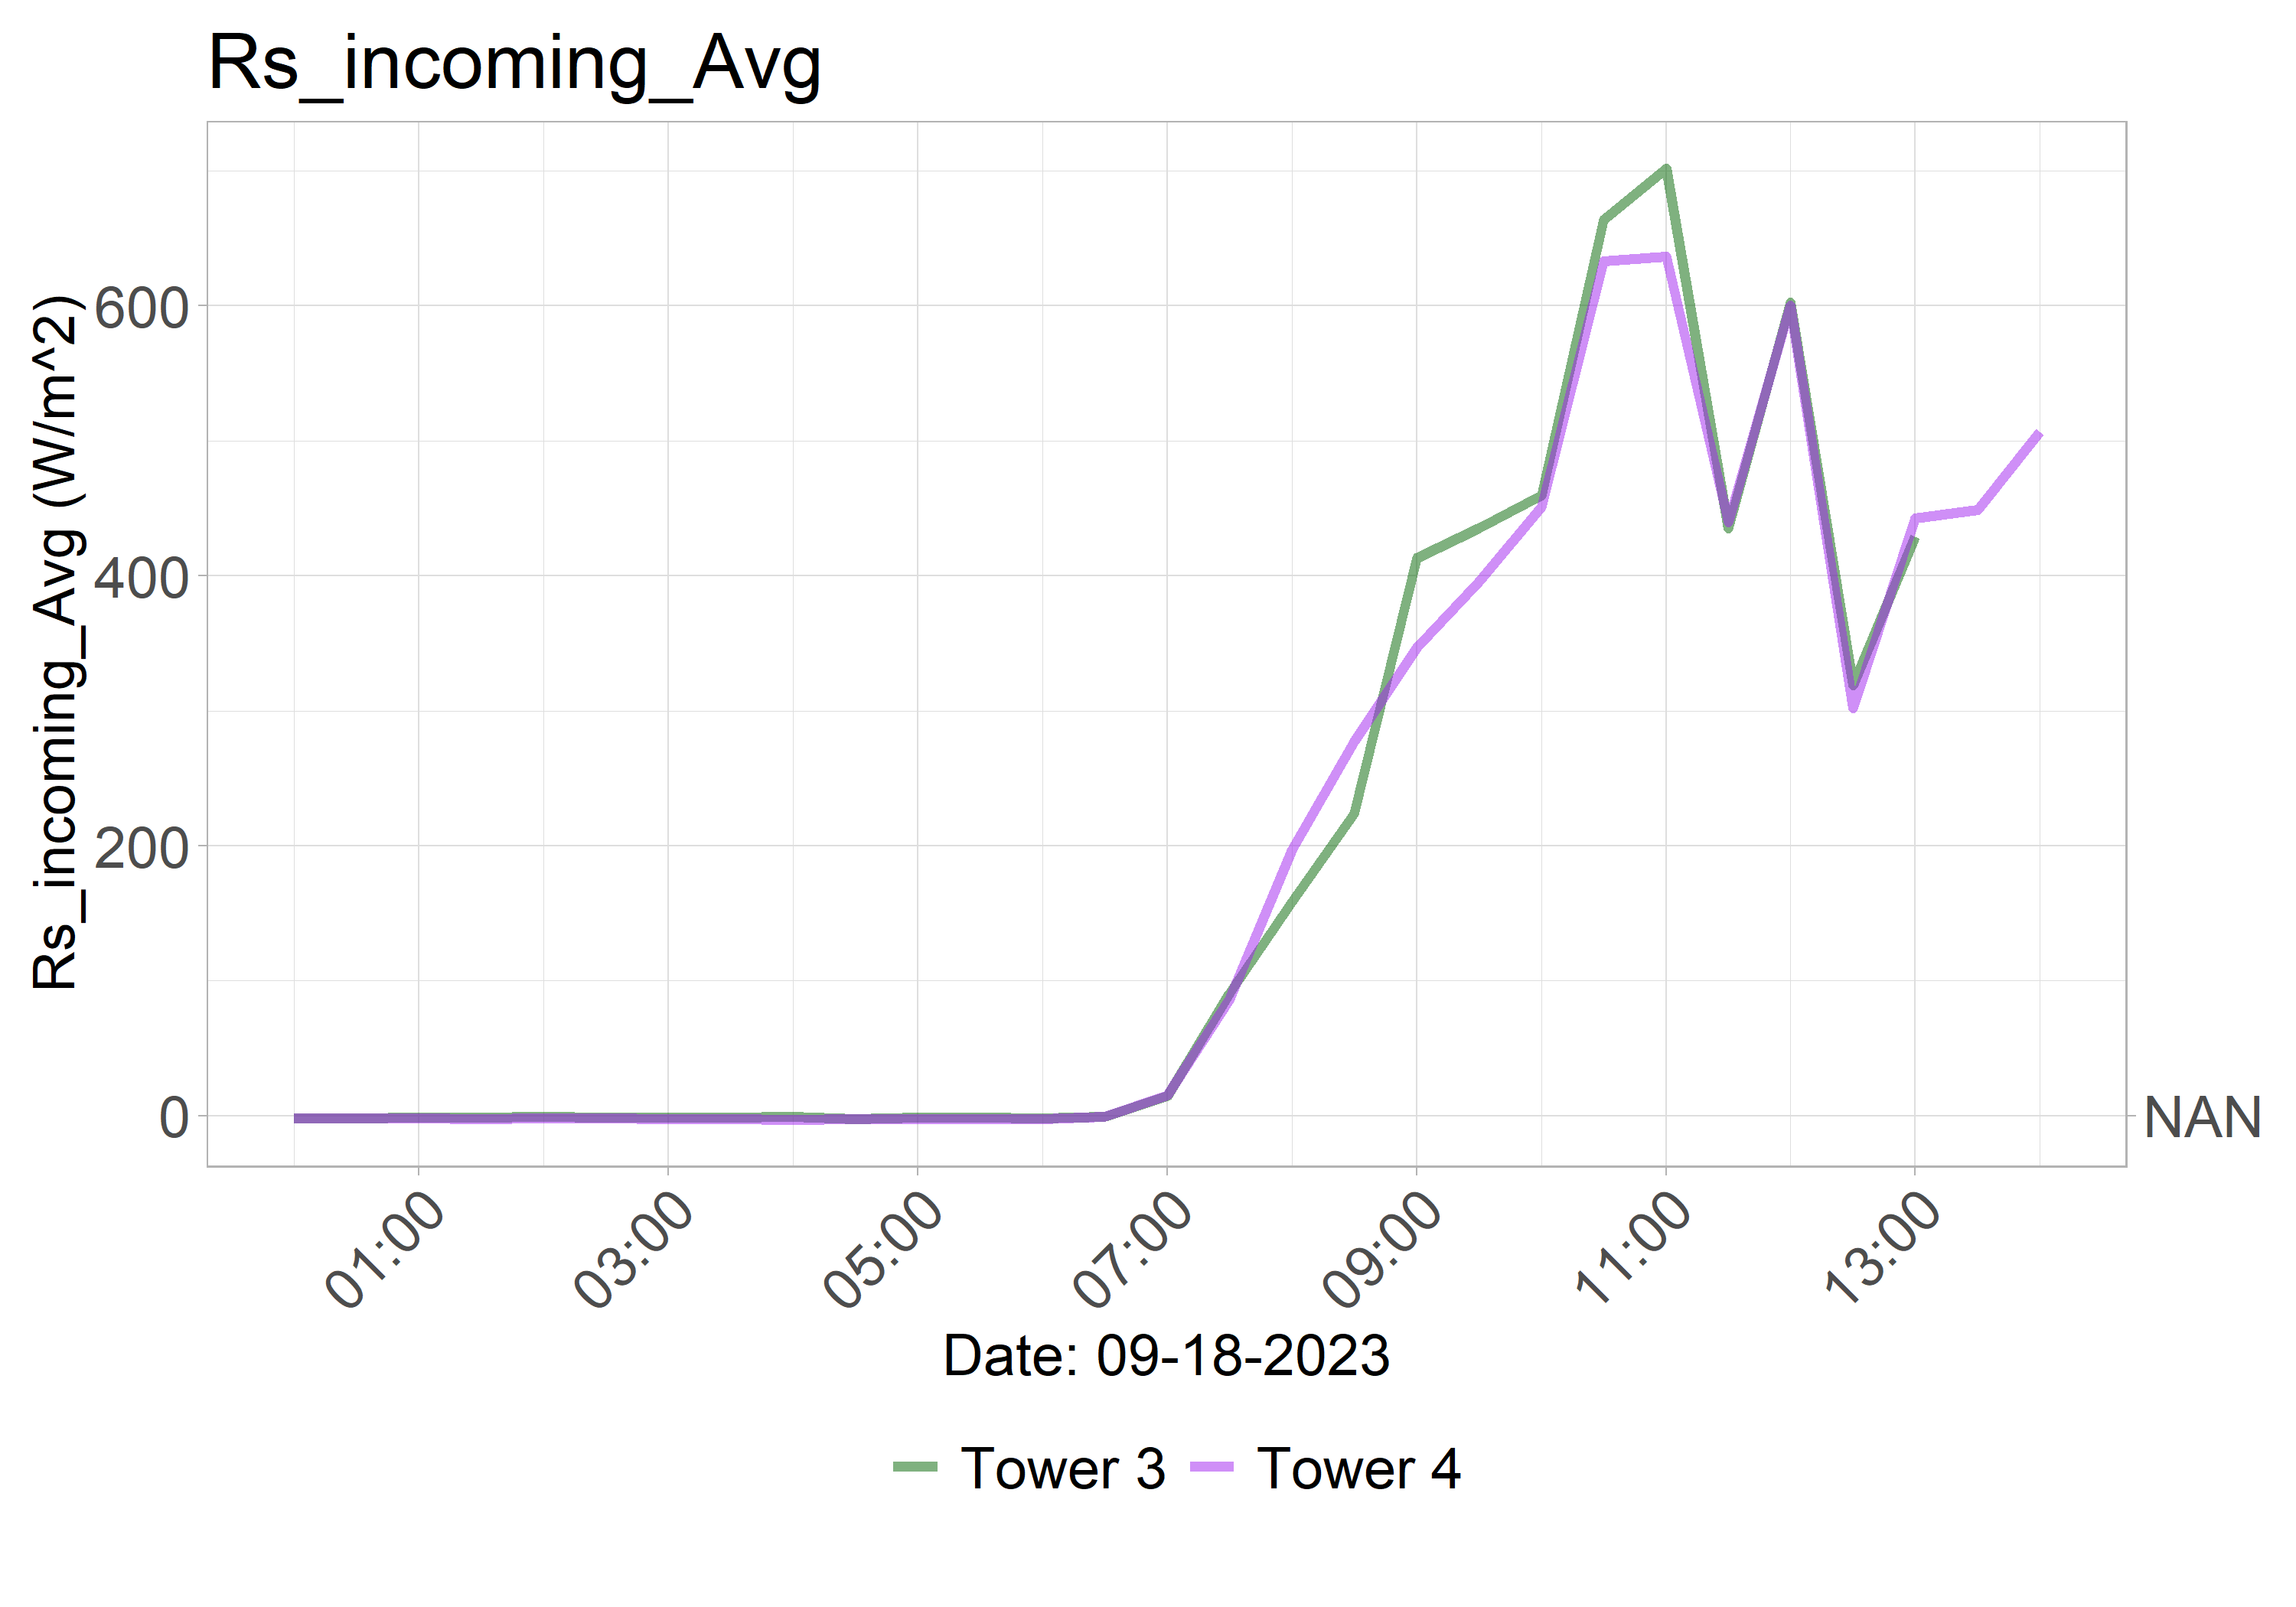 Rs_incoming_Avg
Rs_incoming_Avg (W/m^2)
600
400
200
0
NAN
01:00
03:00
05:00
07:00
09:00
11:00
13:00
Date: 09-18-2023
Tower 3
Tower 4